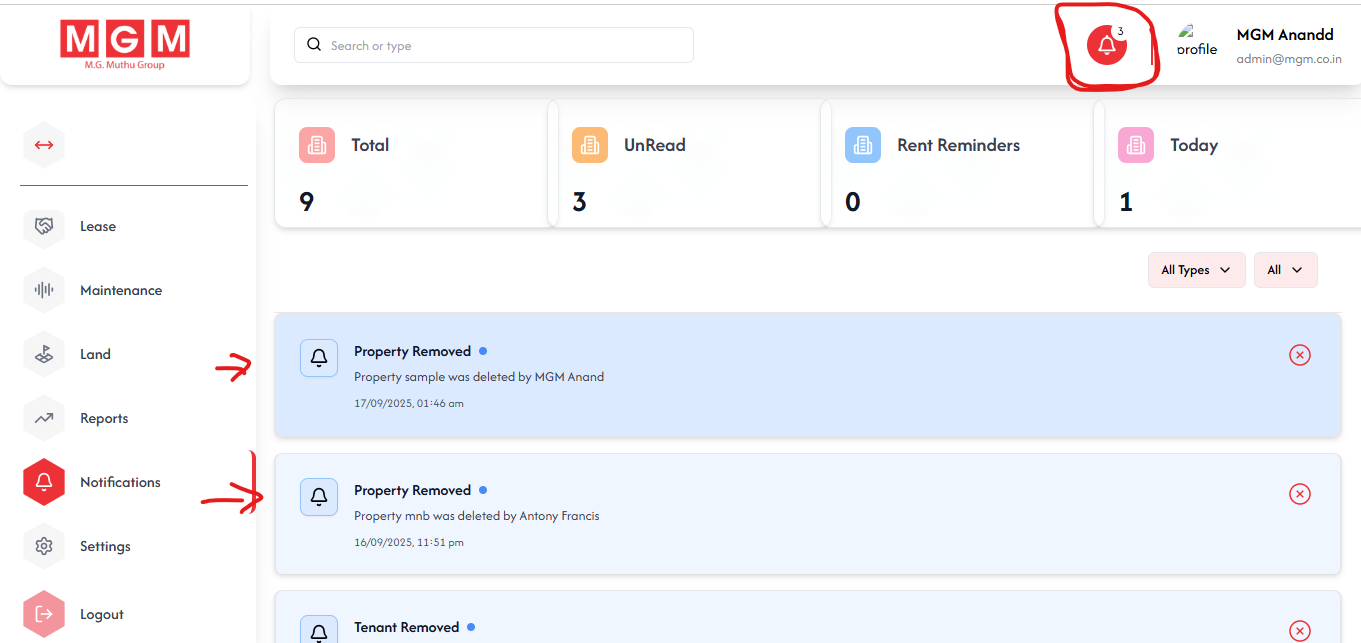 MGM
M.G. Muthu Group
Search or type
3
profile
MGM Anandd
admin@mgm.co.in
Total
9
UnRead
3
Rent Reminders
0
Today
1
Lease
Maintenance
Land
Reports
Notifications
Settings
Logout
All Types
All
Property Removed
Property sample was deleted by MGM Anand
17/09/2025, 01:46 am
Property Removed
Property mnb was deleted by Antony Francis
16/09/2025, 11:51 pm
Tenant Removed